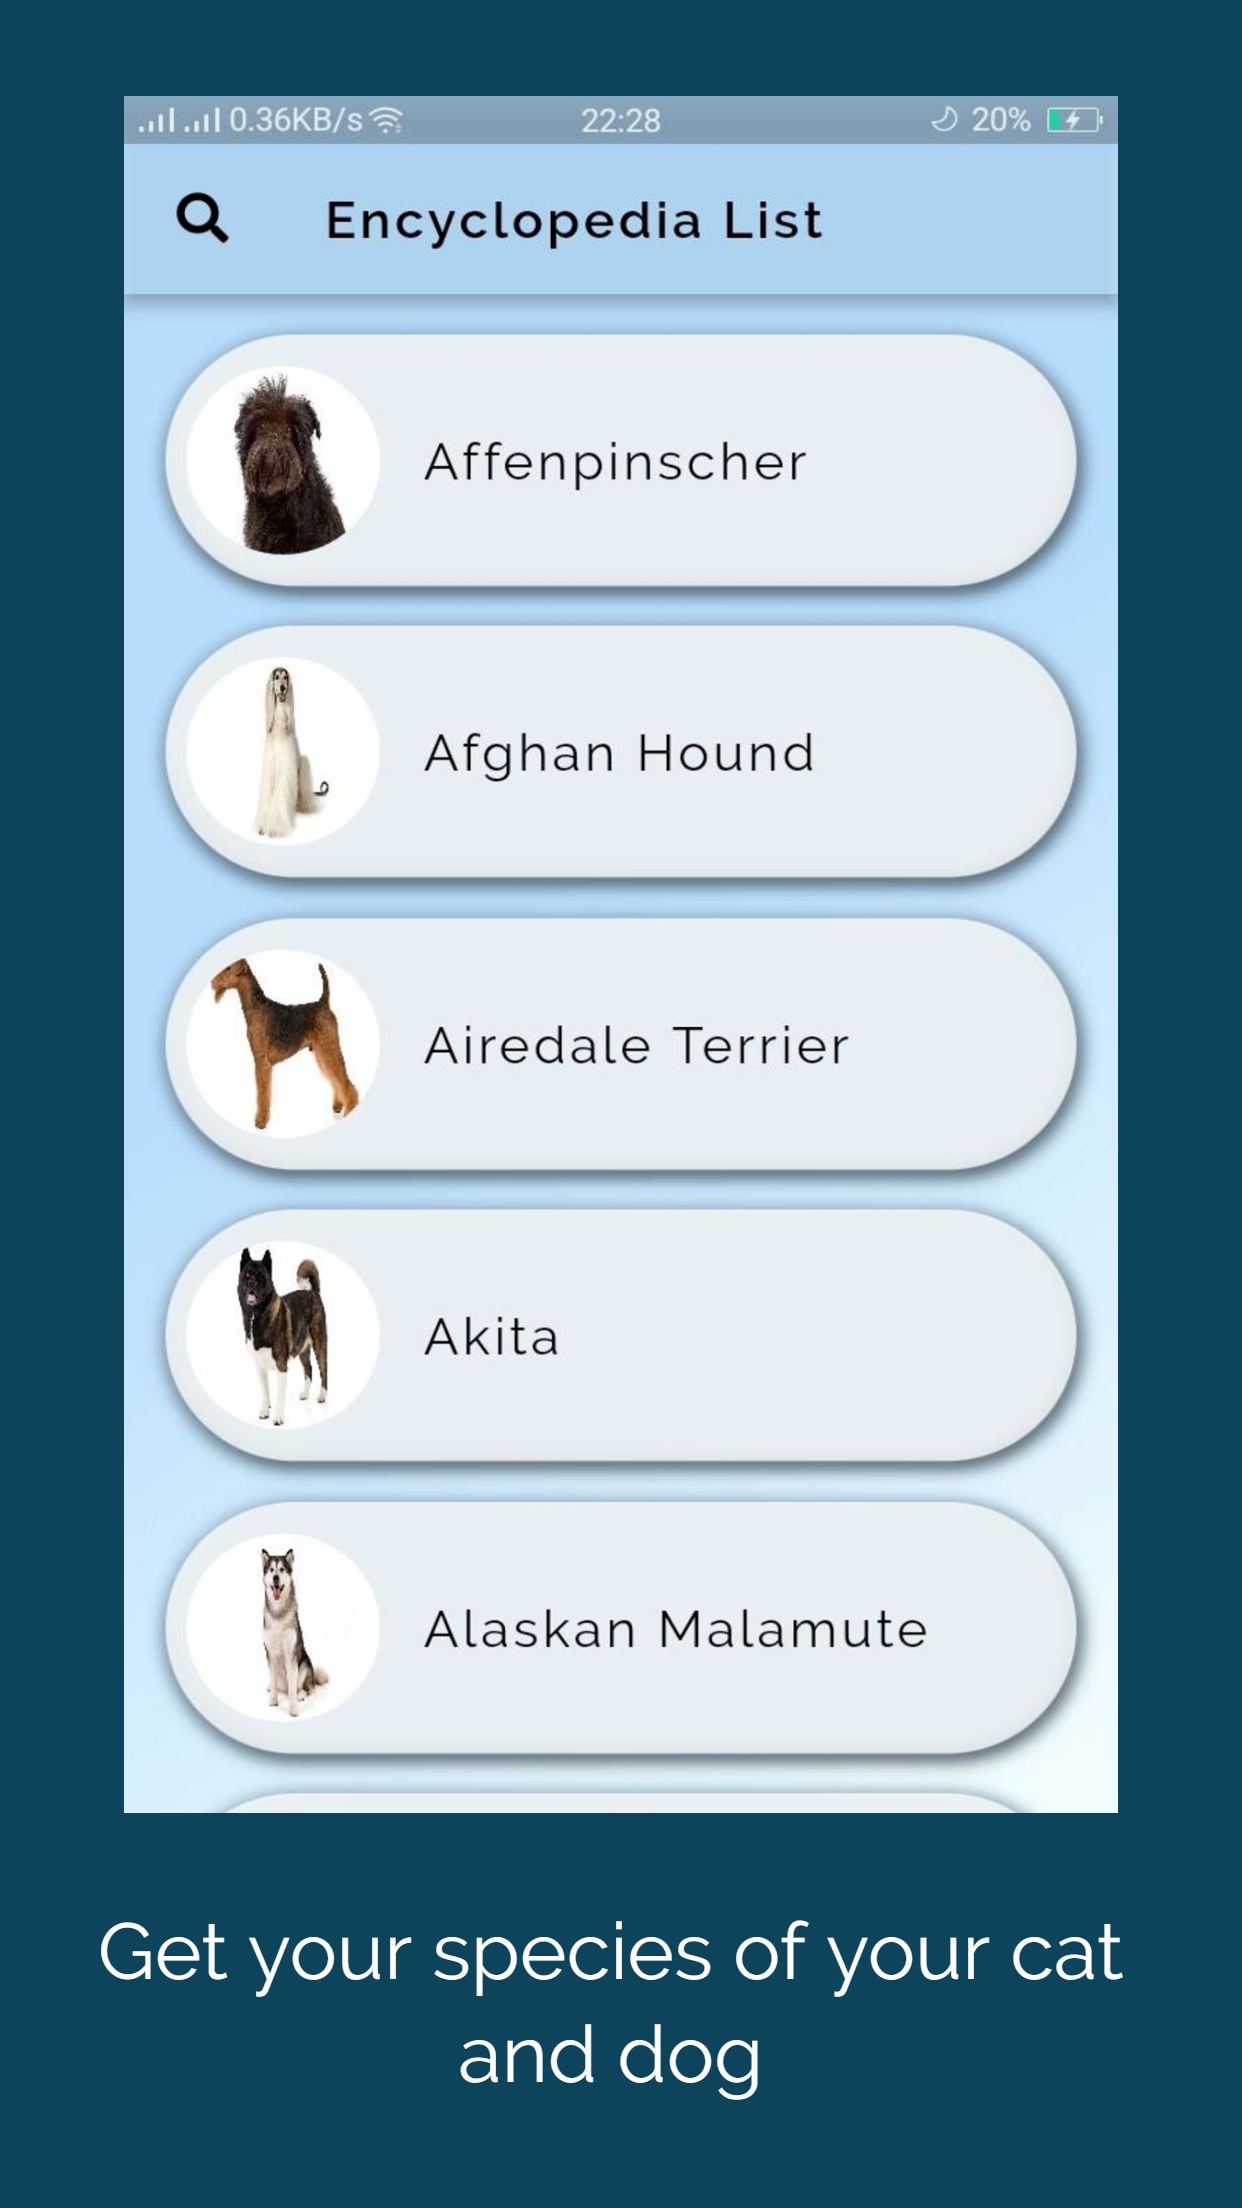 0.36KB/s 22:28 20%
Encyclopedia List
Affenpinscher
Afghan Hound
Airedale Terrier
Akita
Alaskan Malamute
Get your species of your cat
and dog